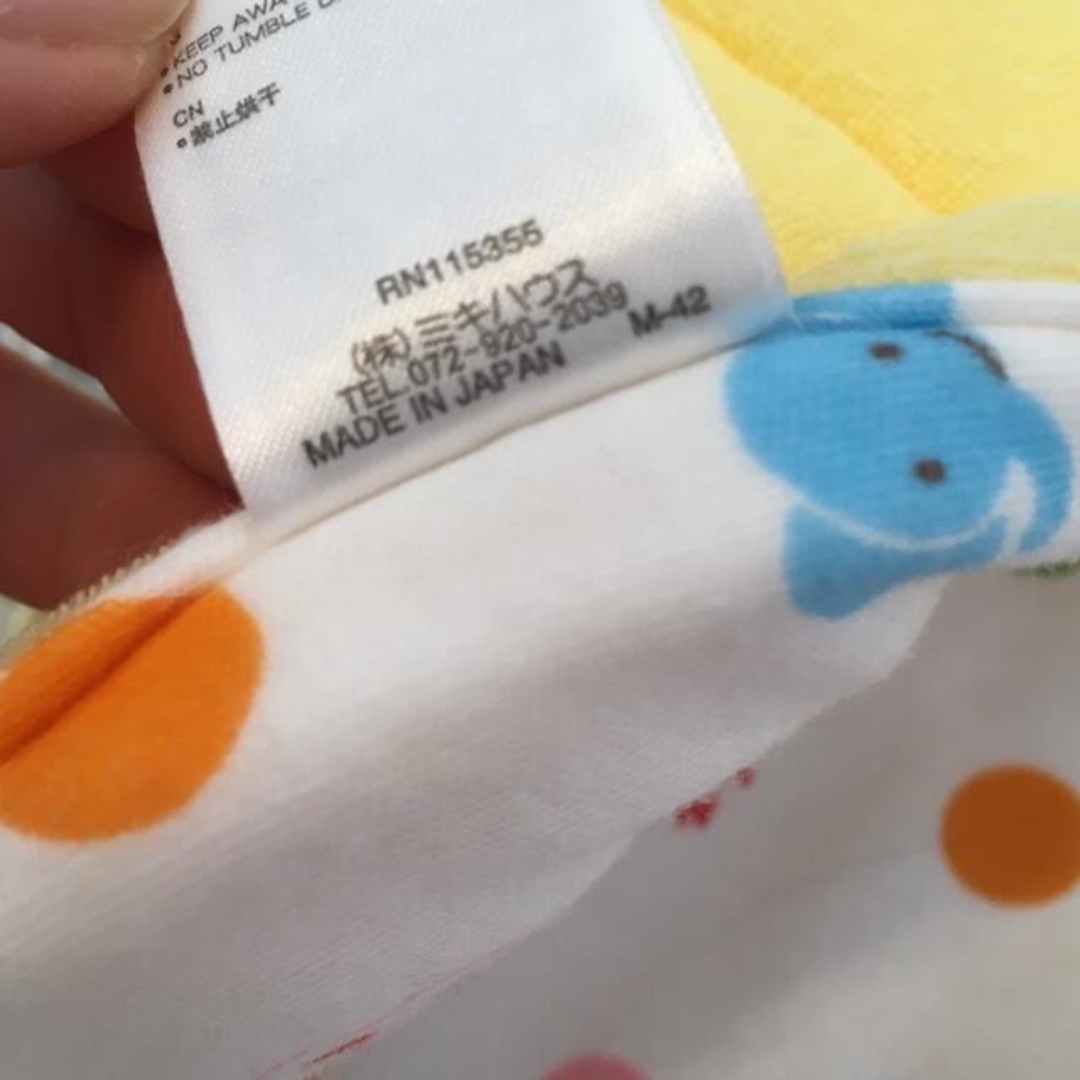 • KEEP AWA
• NO TUMBLE D
CN
• 禁止烘干
RN115355
(株)ミキハウス
TEL.072-920-2039
M-42
MADE IN JAPAN